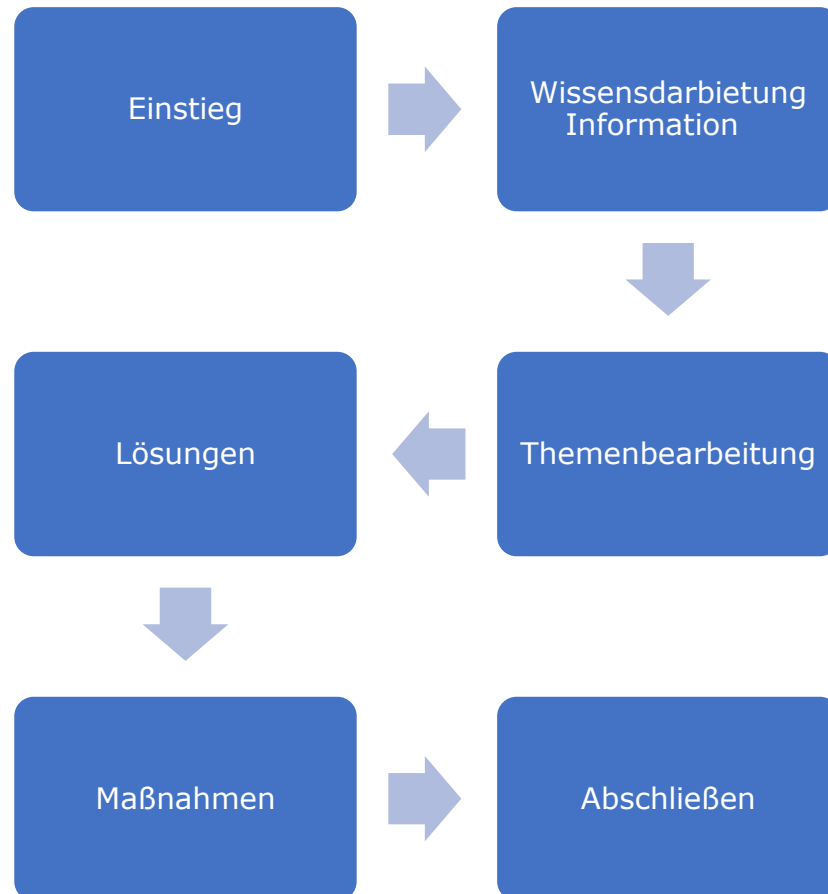 Einstieg
Wissensdarbietung
Information
Themenbearbeitung
Lösungen
Maßnahmen
Abschließen